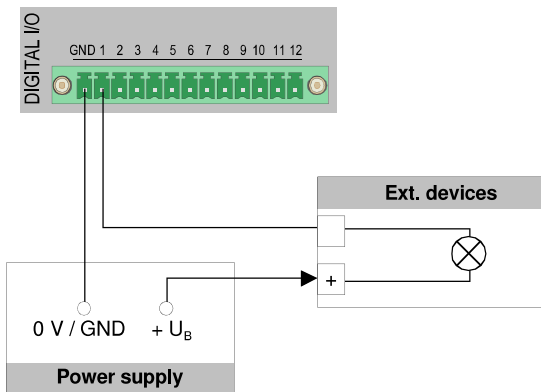 DIGITAL I/O
GND 1 2 3 4 5 6 7 8 9 10 11 12
Ext. devices
+
0 V / GND + U_B
Power supply